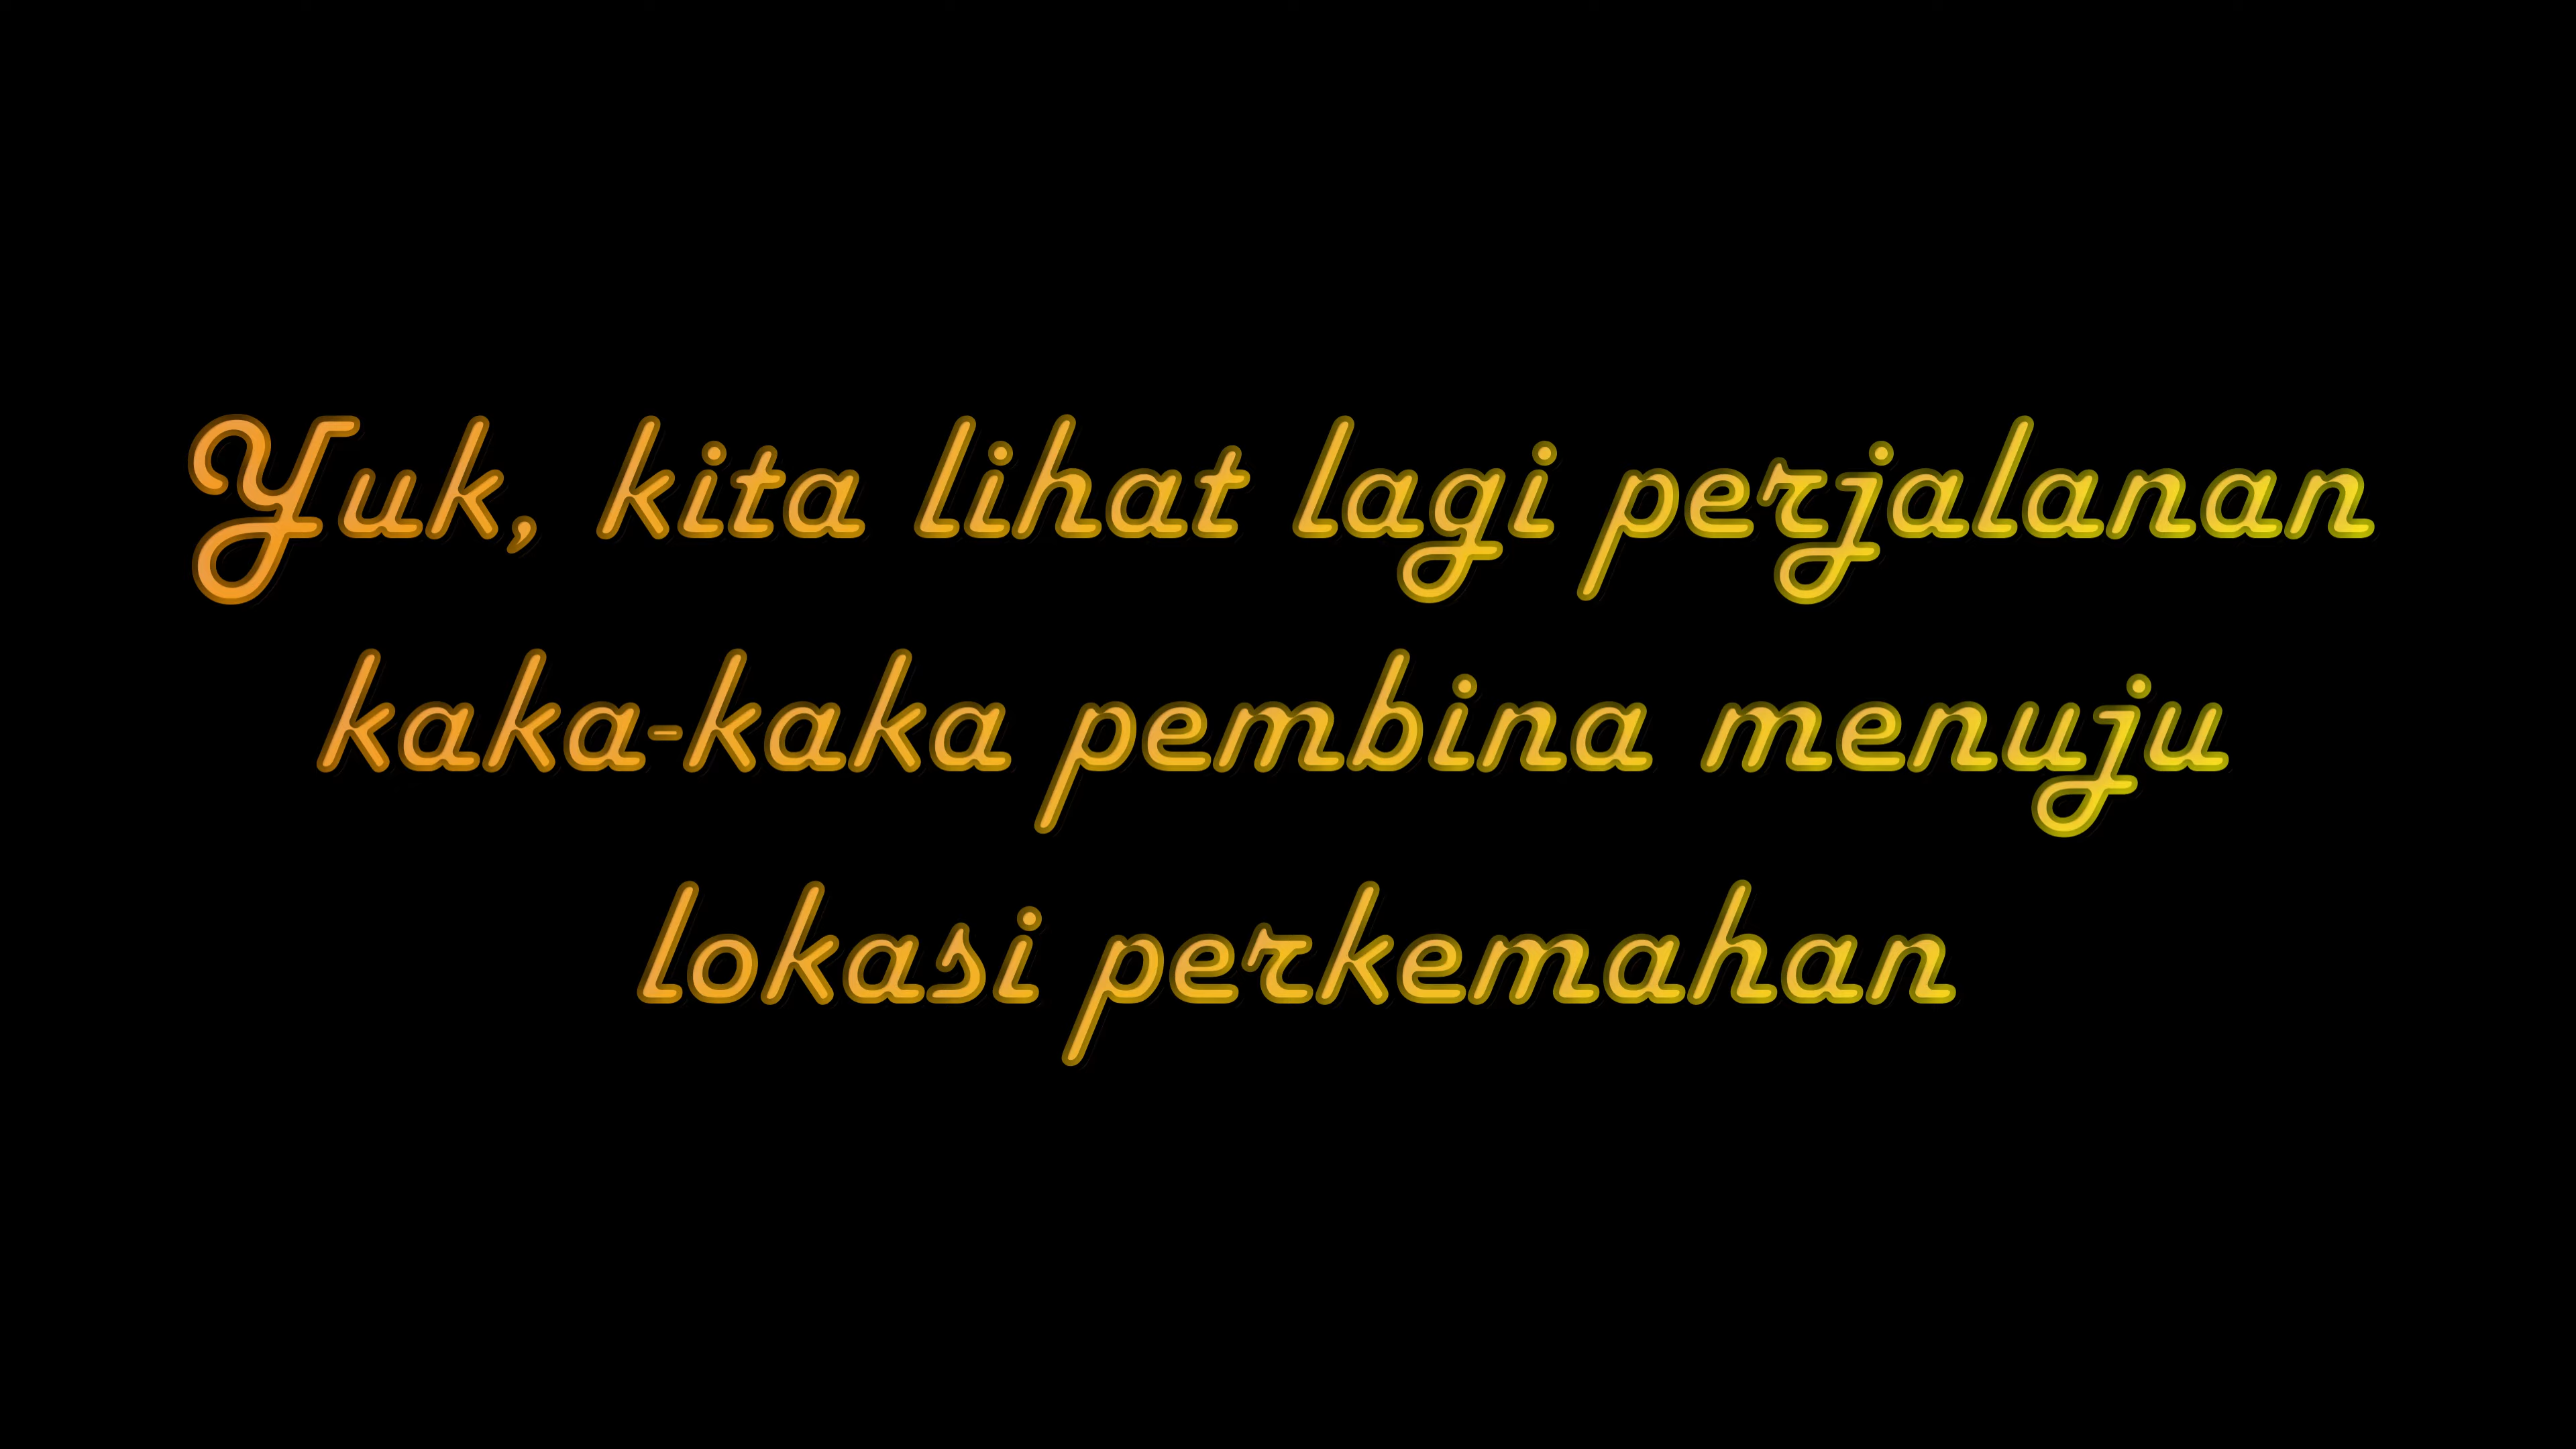 Yuk, kita lihat lagi perjalanan
kaka-kaka pembina menuju
lokasi perkemahan